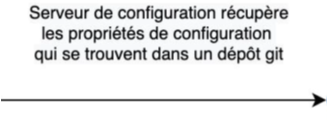 Serveur de configuration récupère
les propriétés de configuration
qui se trouvent dans un dépôt git